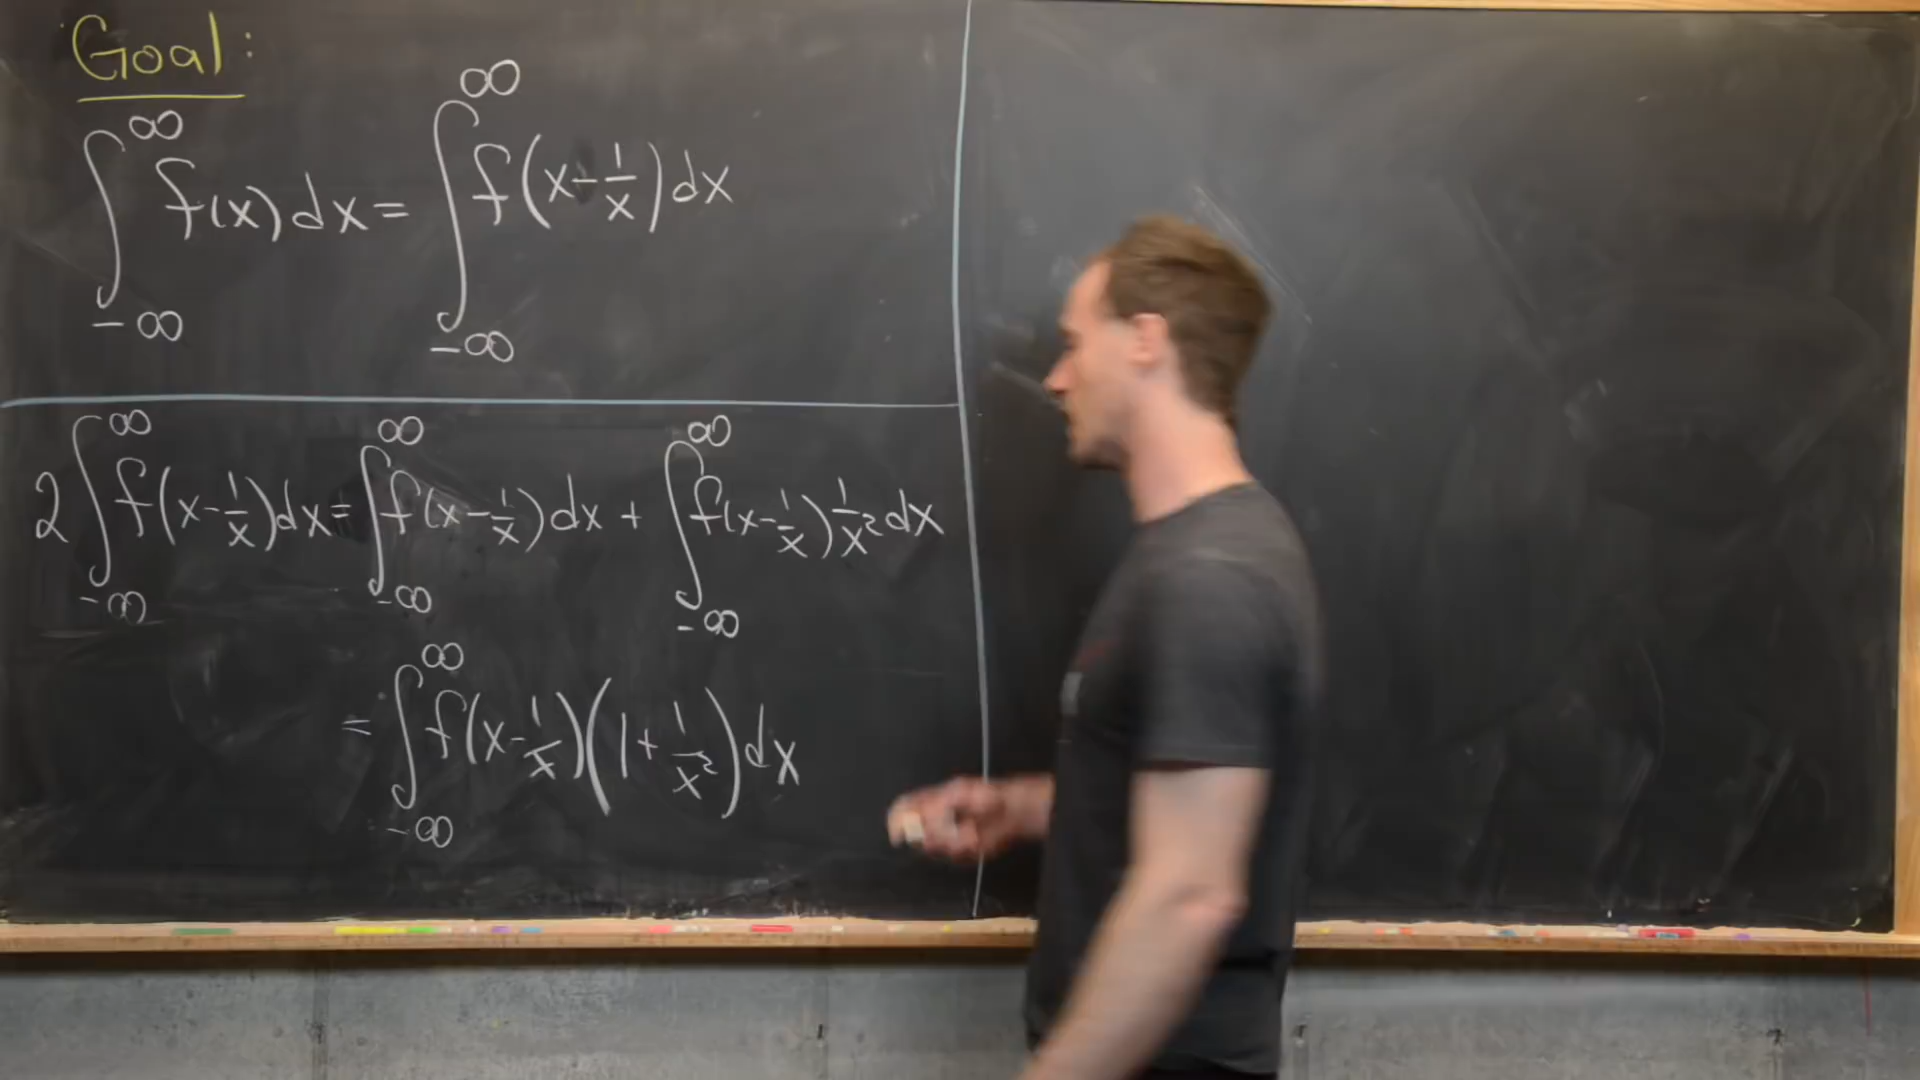 Goal:
∫_{-∞}^{∞} f(x)dx = ∫_{-∞}^{∞} f(x-1/x)dx
2∫_{-∞}^{∞} f(x-1/x)dx = ∫_{-∞}^{∞} f(x-1/x)dx + ∫_{-∞}^{∞} f(x-1/x) 1/x² dx
= ∫_{-∞}^{∞} f(x-1/x)(1+1/x²)dx